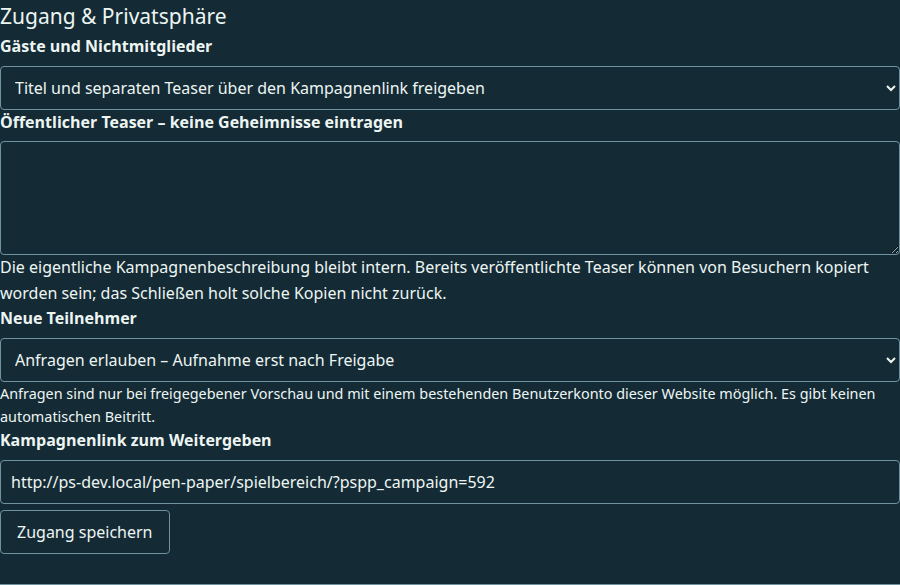 Zugang & Privatsphäre
Gäste und Nichtmitglieder
Titel und separaten Teaser über den Kampagnenlink freigeben
Öffentlicher Teaser – keine Geheimnisse eintragen
Die eigentliche Kampagnenbeschreibung bleibt intern. Bereits veröffentlichte Teaser können von Besuchern kopiert
worden sein; das Schließen holt solche Kopien nicht zurück.
Neue Teilnehmer
Anfragen erlauben – Aufnahme erst nach Freigabe
Anfragen sind nur bei freigegebener Vorschau und mit einem bestehenden Benutzerkonto dieser Website möglich. Es gibt keinen
automatischen Beitritt.
Kampagnenlink zum Weitergeben
http://ps-dev.local/pen-paper/spielbereich/?pspp_campaign=592
Zugang speichern